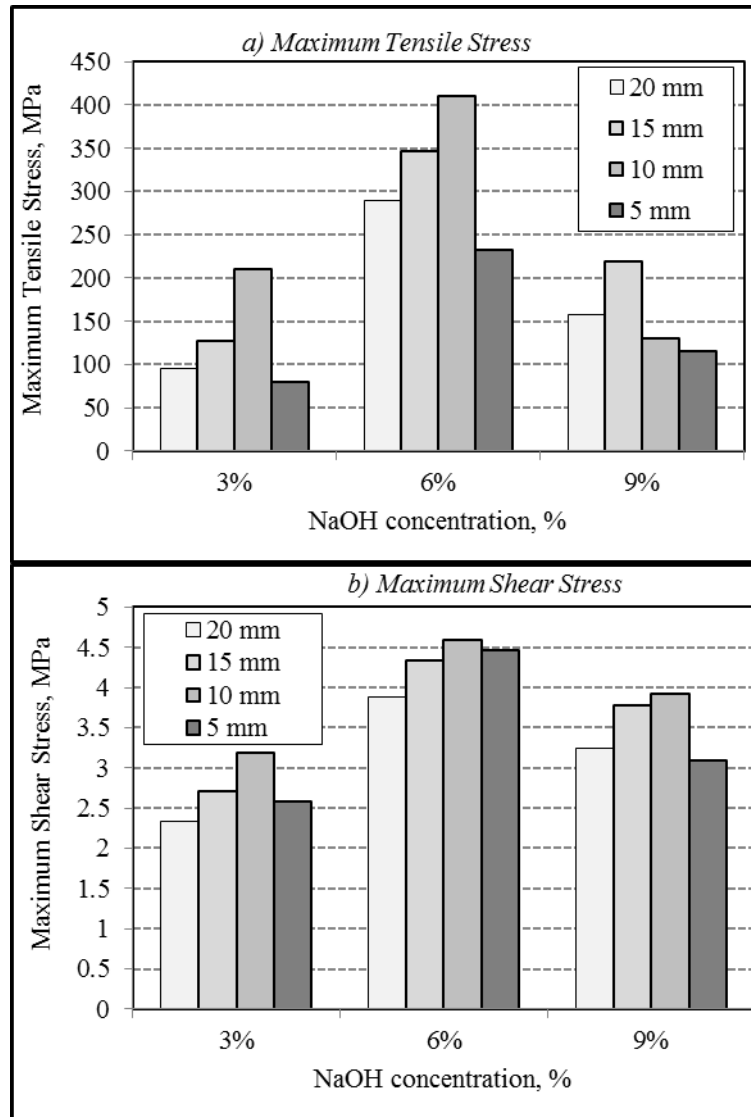 a) Maximum Tensile Stress
Maximum Tensile Stress, MPa
450
400
350
300
250
200
150
100
50
0
20 mm
15 mm
10 mm
5 mm
3%
6%
9%
NaOH concentration, %
b) Maximum Shear Stress
Maximum Shear Stress, MPa
5
4.5
4
3.5
3
2.5
2
1.5
1
0.5
0
20 mm
15 mm
10 mm
5 mm
3%
6%
9%
NaOH concentration, %